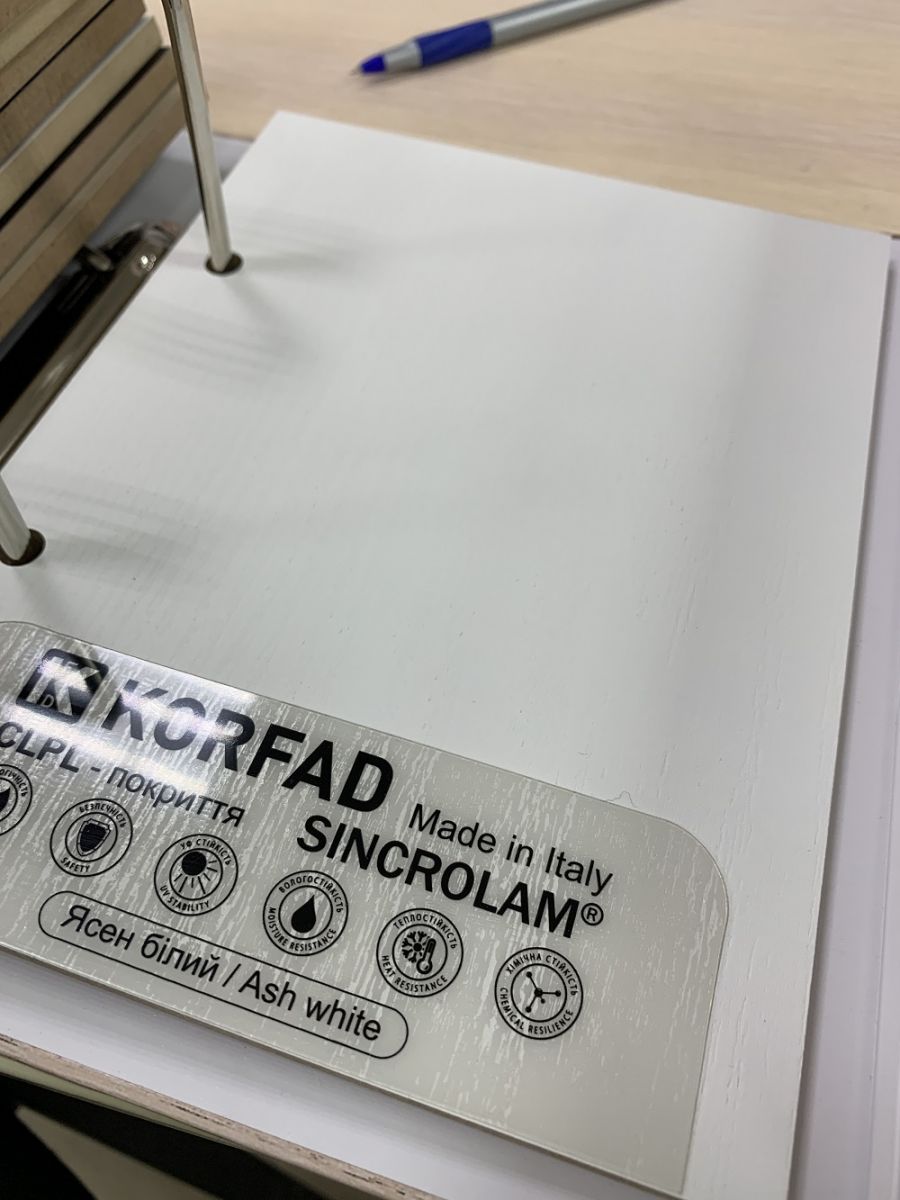 KORFAD
CLPL - покриття
Made in Italy
SINCROLAM®
БЕЗПЕЧНІСТЬ
SAFETY
УФ СТІЙКІСТЬ
UV STABILITY
ВОЛОГОСТІЙКІСТЬ
MOISTURE RESISTANCE
ТЕПЛОСТІЙКІСТЬ
HEAT RESISTANCE
ХІМІЧНА СТІЙКІСТЬ
CHEMICAL RESILIENCE
Ясен білий / Ash white